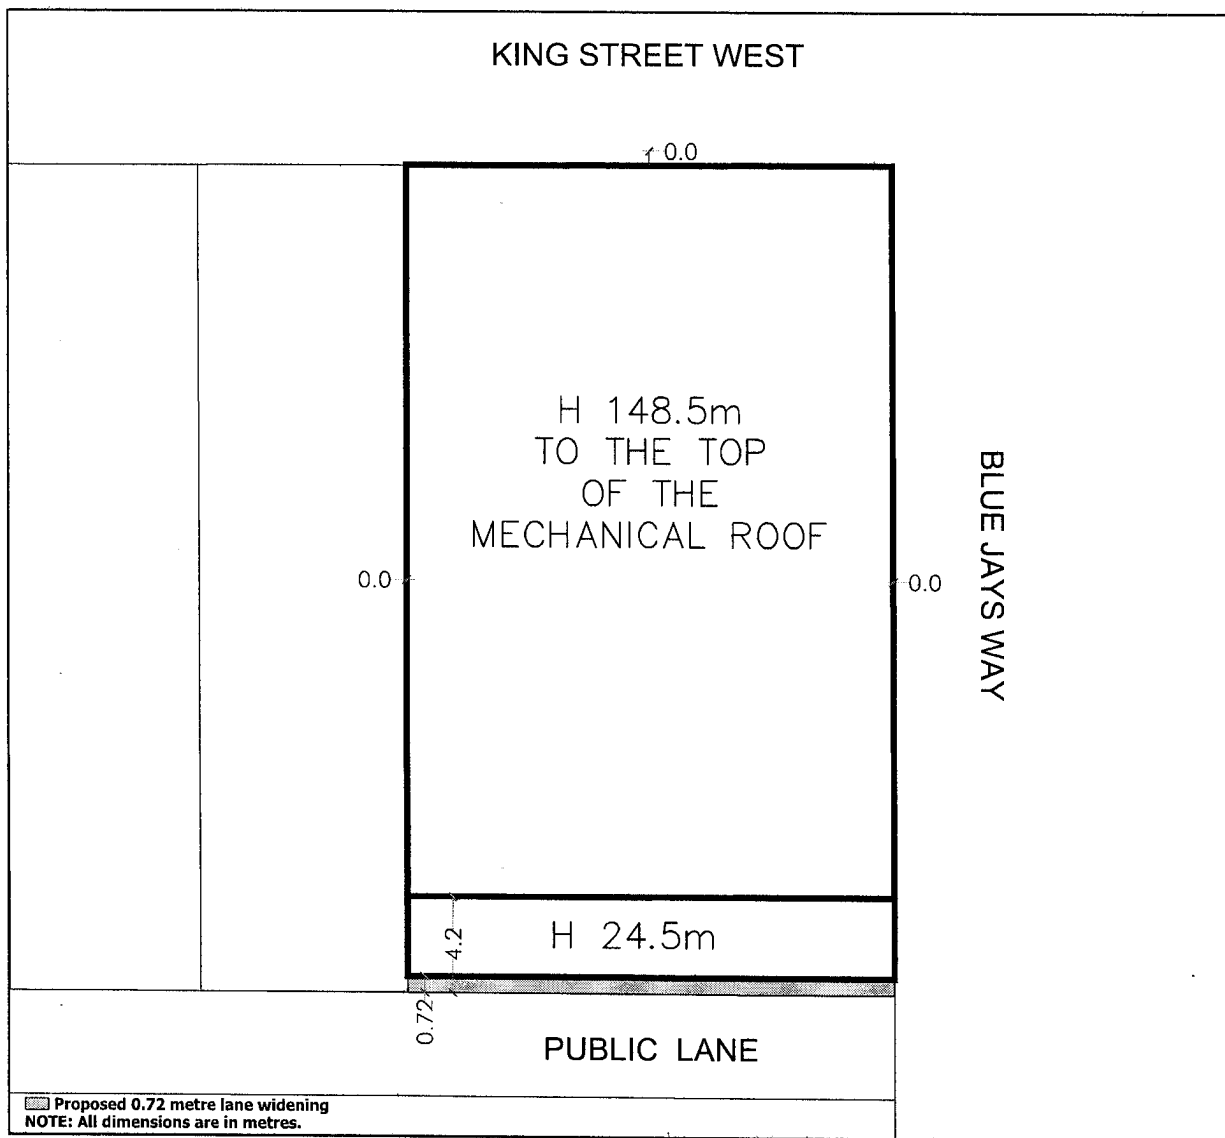 KING STREET WEST
0.0
H 148.5m
TO THE TOP
OF THE
MECHANICAL ROOF
0.0
0.0
BLUE JAYS WAY
4.2
H 24.5m
0.72
PUBLIC LANE
Proposed 0.72 metre lane widening
NOTE: All dimensions are in metres.